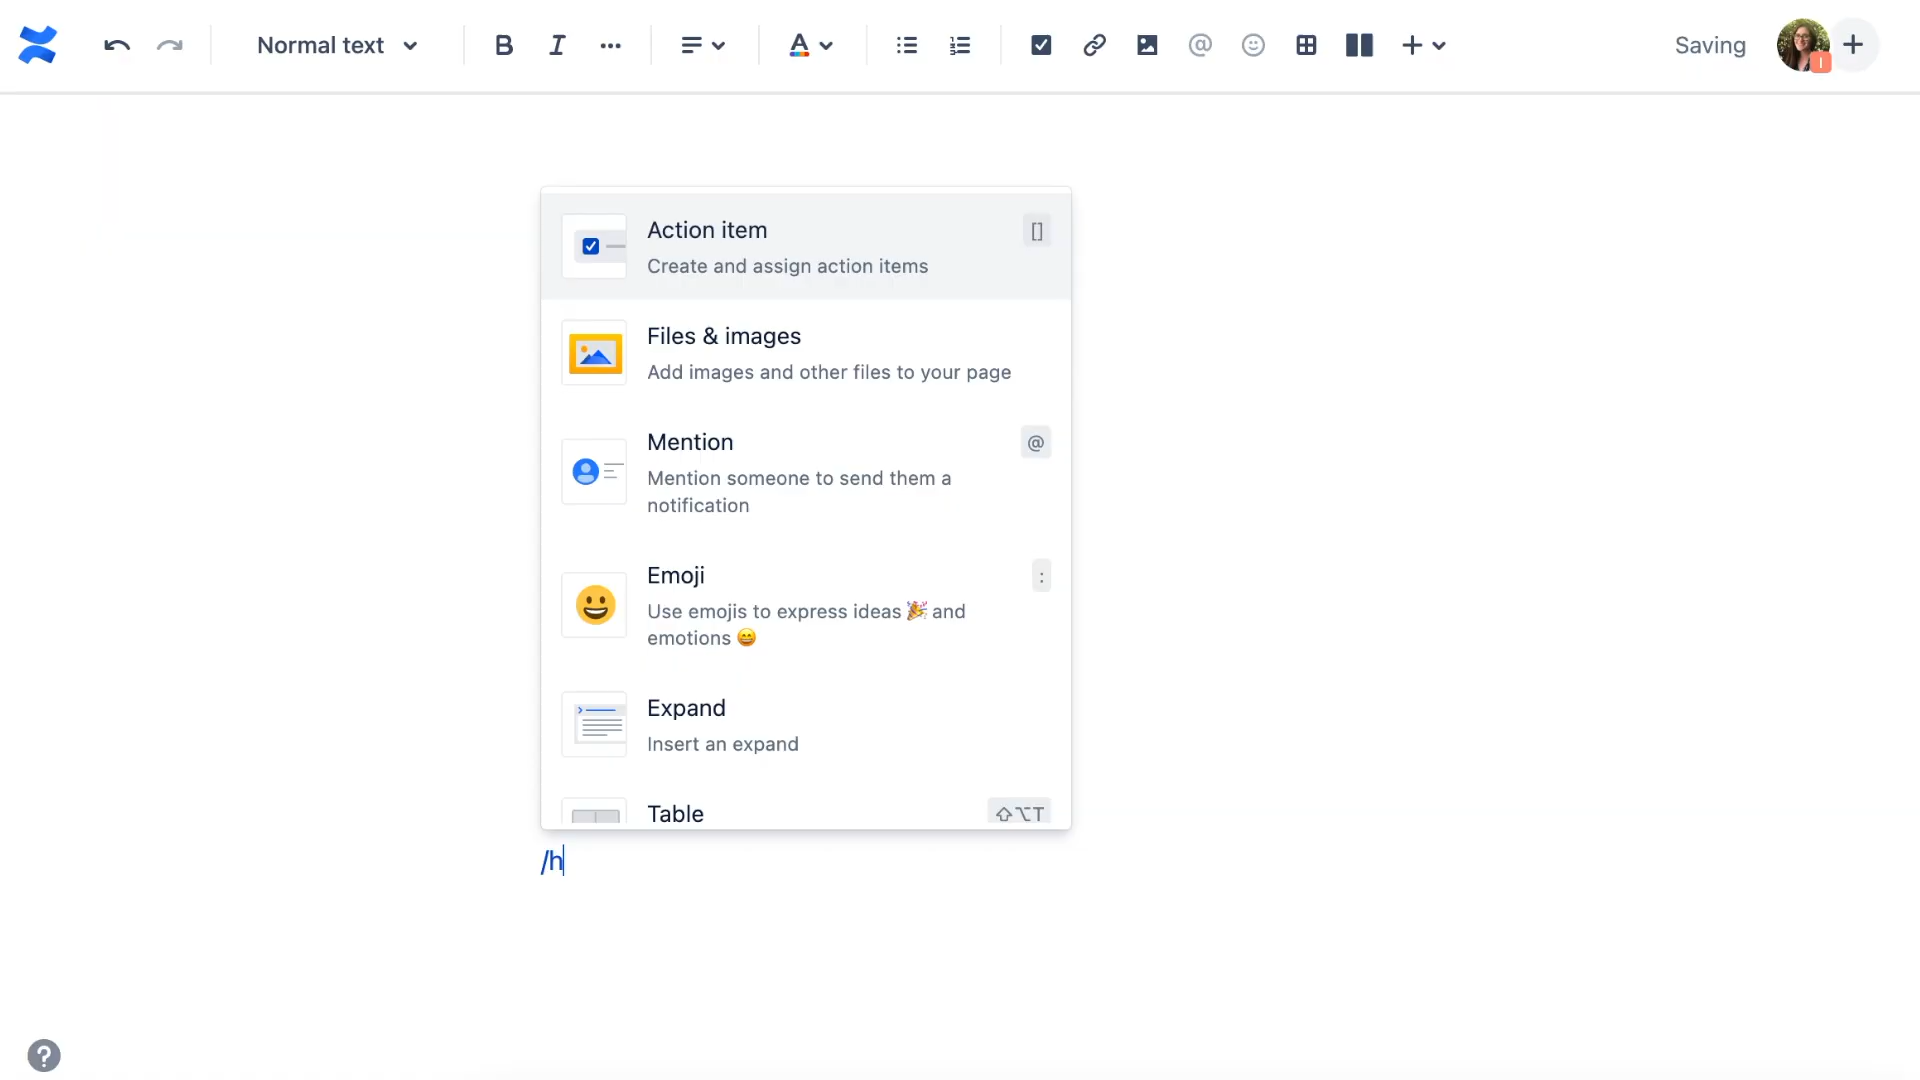 Normal text
Saving
Action item
[]
Create and assign action items
Files & images
Add images and other files to your page
Mention
@
Mention someone to send them a
notification
Emoji
:
Use emojis to express ideas 🎉 and
emotions 😄
Expand
Insert an expand
Table
⇧⌥T
/h